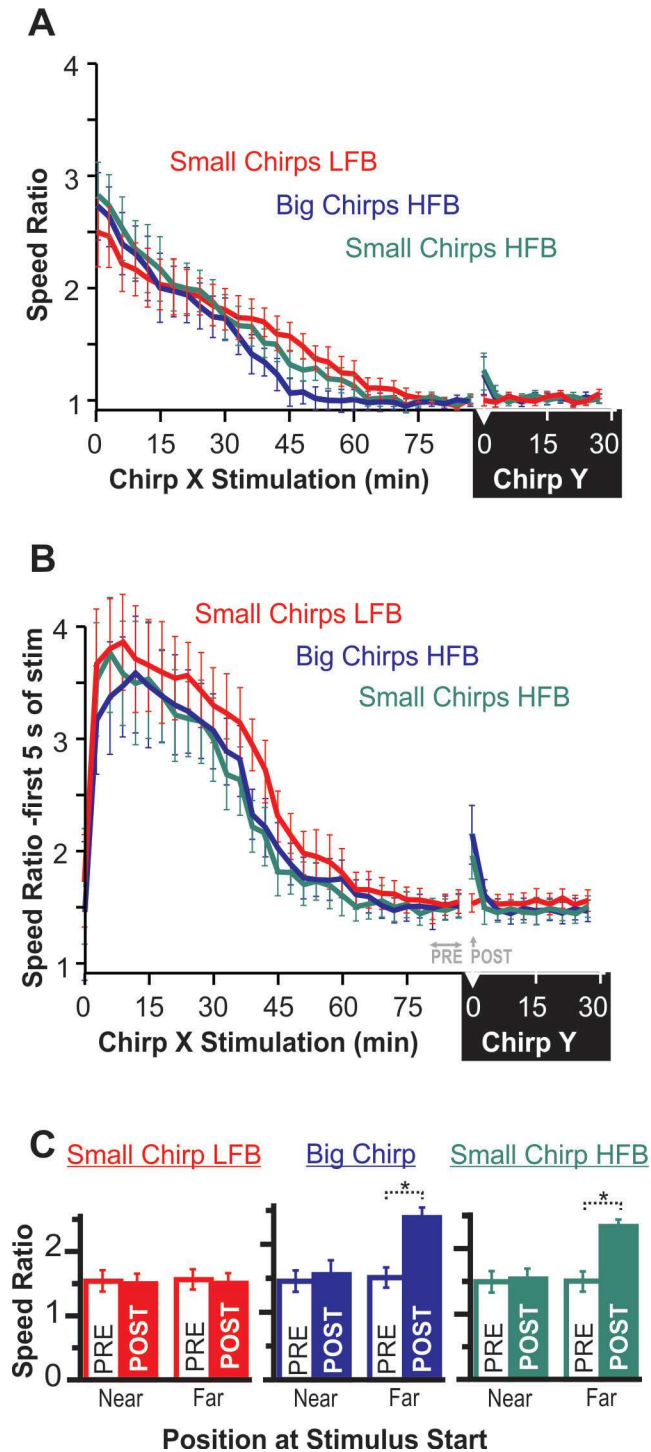 A
4
3
2
1
Speed Ratio
Small Chirps LFB
Big Chirps HFB
Small Chirps HFB
0 15 30 45 60 75 0 15 30
Chirp X Stimulation (min) Chirp Y
B
4
3
2
1
Speed Ratio -first 5 s of stim
Small Chirps LFB
Big Chirps HFB
Small Chirps HFB
PRE POST
0 15 30 45 60 75 0 15 30
Chirp X Stimulation (min) Chirp Y
C
Small Chirp LFB Big Chirp Small Chirp HFB
* *
2
1
0
Speed Ratio
PRE POST PRE POST PRE POST PRE POST PRE POST PRE POST
Near Far Near Far Near Far
Position at Stimulus Start